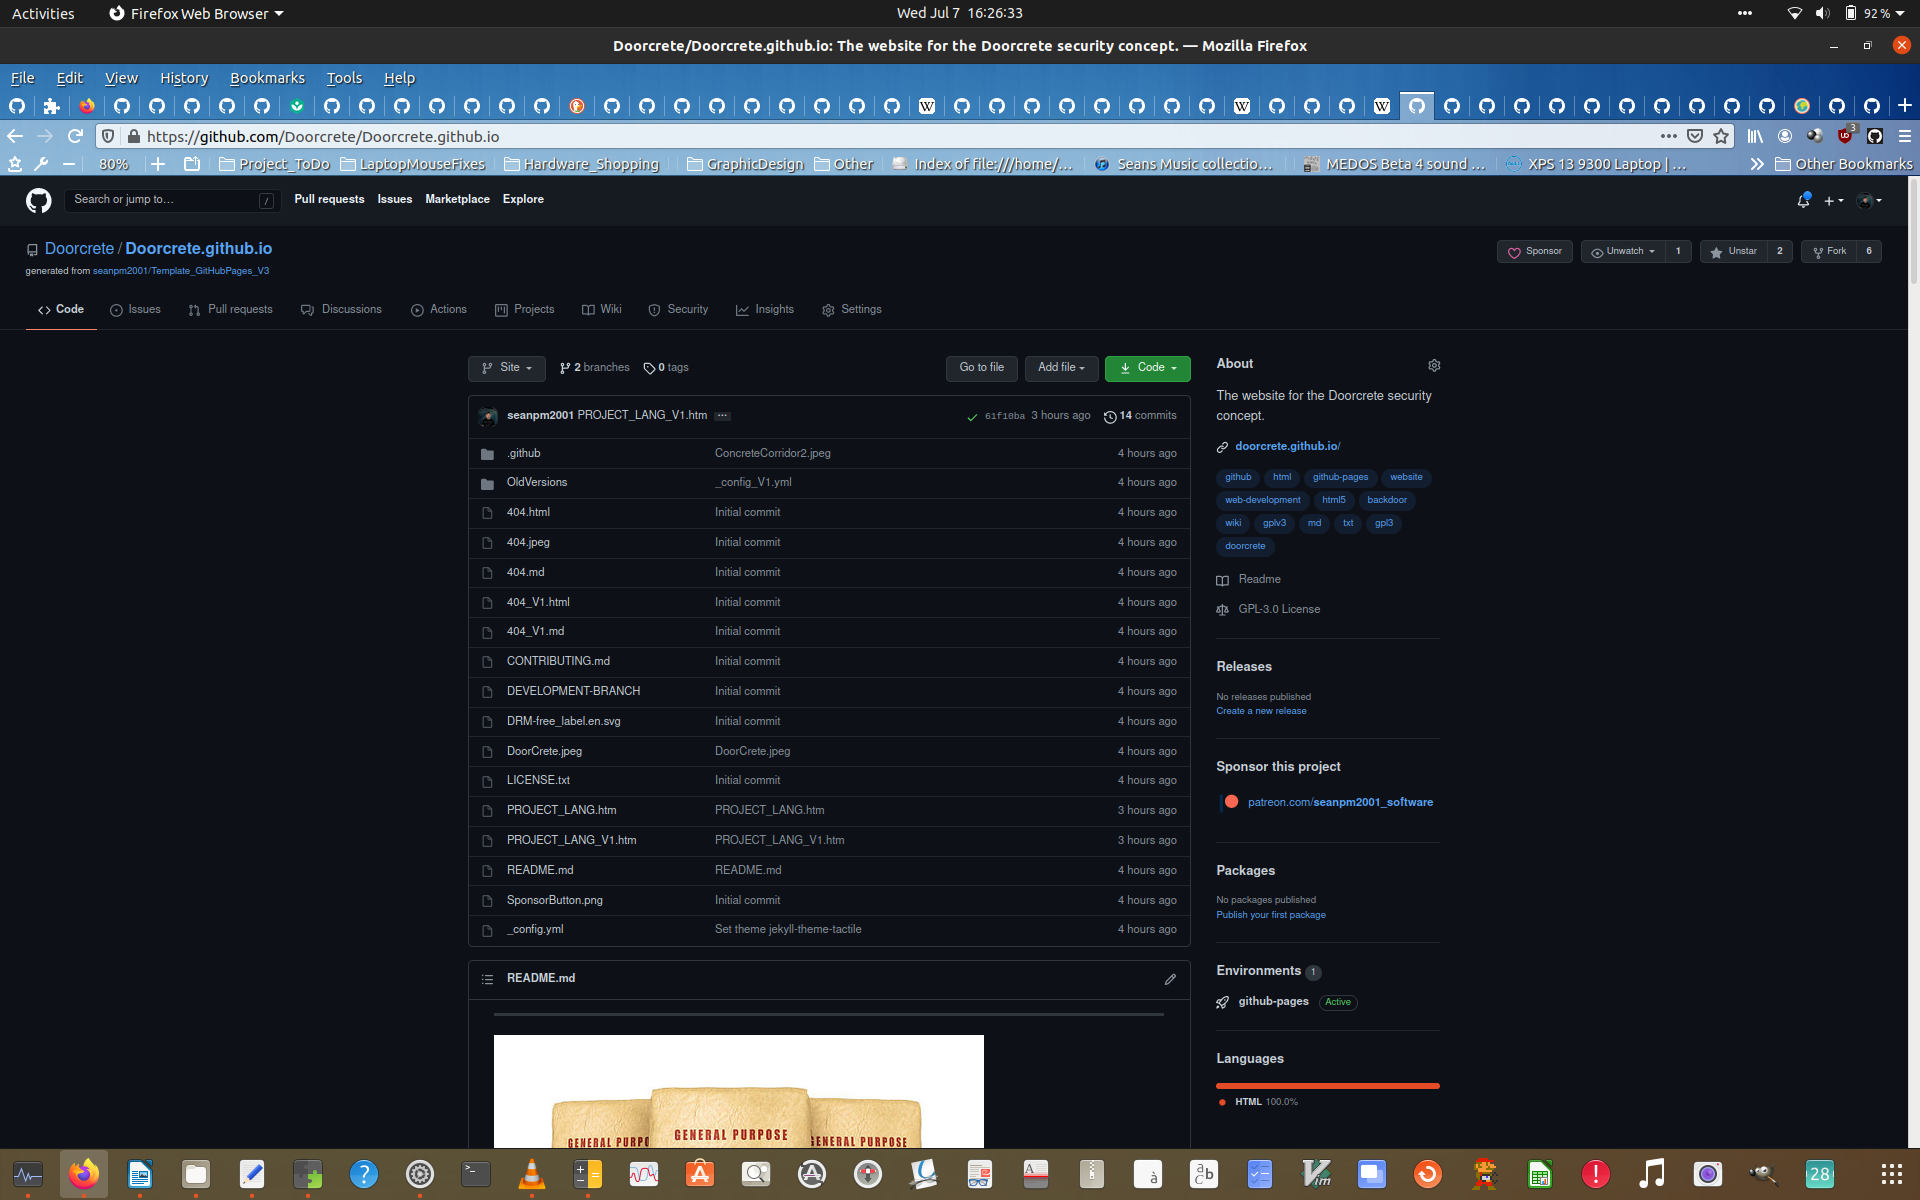 Activities
Firefox Web Browser
Wed Jul 7 16:26:33
92 %
Doorcrete/Doorcrete.github.io: The website for the Doorcrete security concept. — Mozilla Firefox
File Edit View History Bookmarks Tools Help
https://github.com/Doorcrete/Doorcrete.github.io
3
80%
Project_ToDo
LaptopMouseFixes
Hardware_Shopping
GraphicDesign
Other
Index of file:///home/...
Seans Music collectio...
MEDOS Beta 4 sound ...
XPS 13 9300 Laptop | ...
Other Bookmarks
Search or jump to...
/
Pull requests Issues Marketplace Explore
Doorcrete / Doorcrete.github.io
Sponsor
Unwatch 1
Unstar 2
Fork 6
generated from seanpm2001/Template_GitHubPages_V3
Code Issues Pull requests Discussions Actions Projects Wiki Security Insights Settings
Site
2 branches
0 tags
Go to file
Add file
Code
seanpm2001 PROJECT_LANG_V1.htm ...
61f10ba 3 hours ago
14 commits
.github ConcreteCorridor2.jpeg 4 hours ago
OldVersions _config_V1.yml 4 hours ago
404.html Initial commit 4 hours ago
404.jpeg Initial commit 4 hours ago
404.md Initial commit 4 hours ago
404_V1.html Initial commit 4 hours ago
404_V1.md Initial commit 4 hours ago
CONTRIBUTING.md Initial commit 4 hours ago
DEVELOPMENT-BRANCH Initial commit 4 hours ago
DRM-free_label.en.svg Initial commit 4 hours ago
DoorCrete.jpeg DoorCrete.jpeg 4 hours ago
LICENSE.txt Initial commit 4 hours ago
PROJECT_LANG.htm PROJECT_LANG.htm 3 hours ago
PROJECT_LANG_V1.htm PROJECT_LANG_V1.htm 3 hours ago
README.md README.md 4 hours ago
SponsorButton.png Initial commit 4 hours ago
_config.yml Set theme jekyll-theme-tactile 4 hours ago
README.md
GENERAL PURPO
GENERAL PURPOSE
GENERAL PURPOSE
About
The website for the Doorcrete security
concept.
doorcrete.github.io/
github html github-pages website
web-development html5 backdoor
wiki gplv3 md txt gpl3
doorcrete
Readme
GPL-3.0 License
Releases
No releases published
Create a new release
Sponsor this project
patreon.com/seanpm2001_software
Packages
No packages published
Publish your first package
Environments 1
github-pages Active
Languages
HTML 100.0%
28